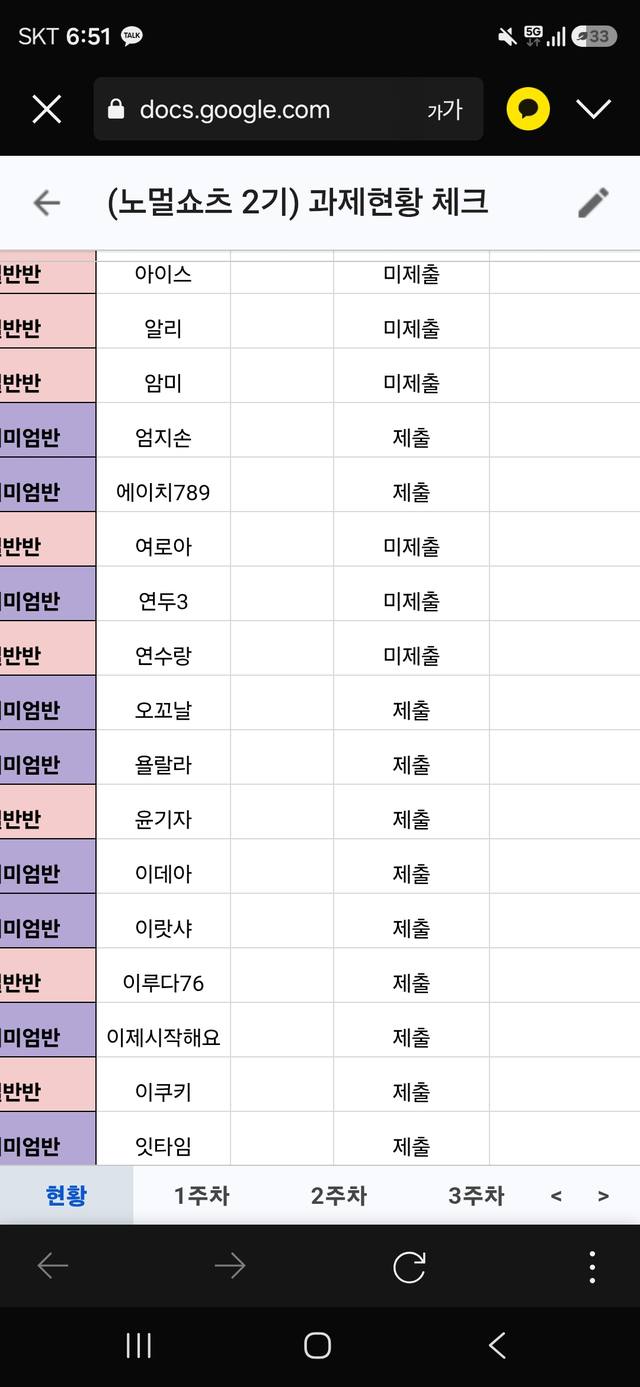 SKT 6:51 TALK 5G 33
docs.google.com 가가
(노멀쇼츠 2기) 과제현황 체크
일반반 아이스 미제출
일반반 알리 미제출
일반반 암미 미제출
미엄반 엄지손 제출
미엄반 에이치789 제출
일반반 여로아 미제출
미엄반 연두3 미제출
일반반 연수랑 미제출
미엄반 오꼬날 제출
미엄반 욜랄라 제출
일반반 윤기자 제출
미엄반 이데아 제출
미엄반 이랏샤 제출
일반반 이루다76 제출
미엄반 이제시작해요 제출
일반반 이쿠키 제출
미엄반 잇타임 제출
현황 1주차 2주차 3주차 < >